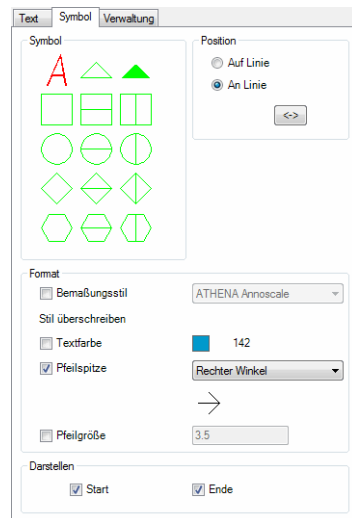 Text Symbol Verwaltung
Symbol
Position
A
Auf Linie
An Linie
<->
Format
Bemaßungsstil ATHENA Annoscale
Stil überschreiben
Textfarbe 142
Pfeilspitze Rechter Winkel
Pfeilgröße 3.5
Darstellen
Start Ende